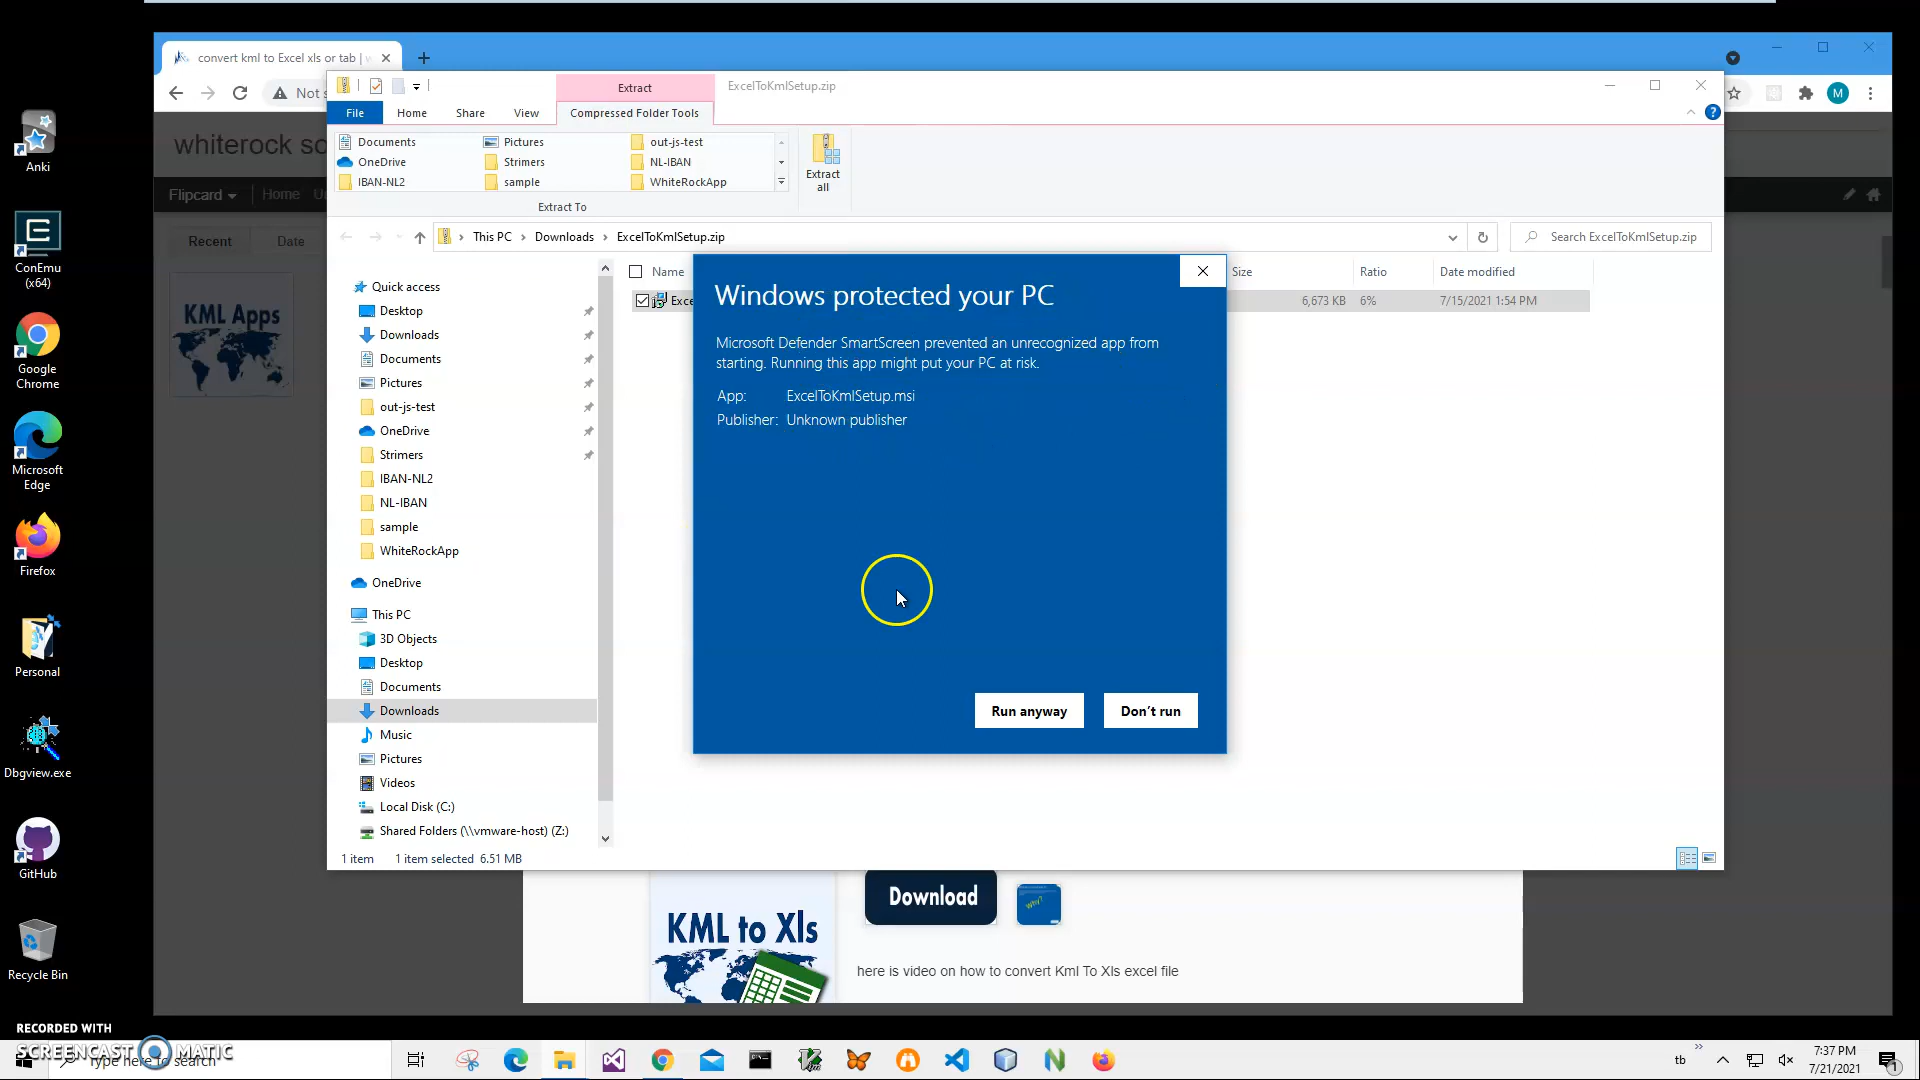 convert kml to Excel xls or tab | w
Not s
M
Extract
ExcelToKmlSetup.zip
File
Home
Share
View
Compressed Folder Tools
Documents
Pictures
out-js-test
OneDrive
Strimers
NL-IBAN
IBAN-NL2
sample
WhiteRockApp
Extract all
Extract To
whiterock so
Flipcard
Home
Recent
Date
KML Apps
This PC
Downloads
ExcelToKmlSetup.zip
Search ExcelToKmlSetup.zip
Name
Size
Ratio
Date modified
Exce
6,673 KB
6%
7/15/2021 1:54 PM
Quick access
Desktop
Downloads
Documents
Pictures
out-js-test
OneDrive
Strimers
IBAN-NL2
NL-IBAN
sample
WhiteRockApp
OneDrive
This PC
3D Objects
Desktop
Documents
Downloads
Music
Pictures
Videos
Local Disk (C:)
Shared Folders (\\vmware-host) (Z:)
1 item
1 item selected 6.51 MB
Windows protected your PC
Microsoft Defender SmartScreen prevented an unrecognized app from
starting. Running this app might put your PC at risk.
App: ExcelToKmlSetup.msi
Publisher: Unknown publisher
Run anyway
Don't run
Download
Why?
KML to Xls
here is video on how to convert Kml To Xls excel file
Anki
ConEmu
(x64)
Google
Chrome
Microsoft
Edge
Firefox
Personal
Dbgview.exe
GitHub
Recycle Bin
RECORDED WITH
SCREENCAST MATIC
Type here to search
tb
7:37 PM
7/21/2021
1